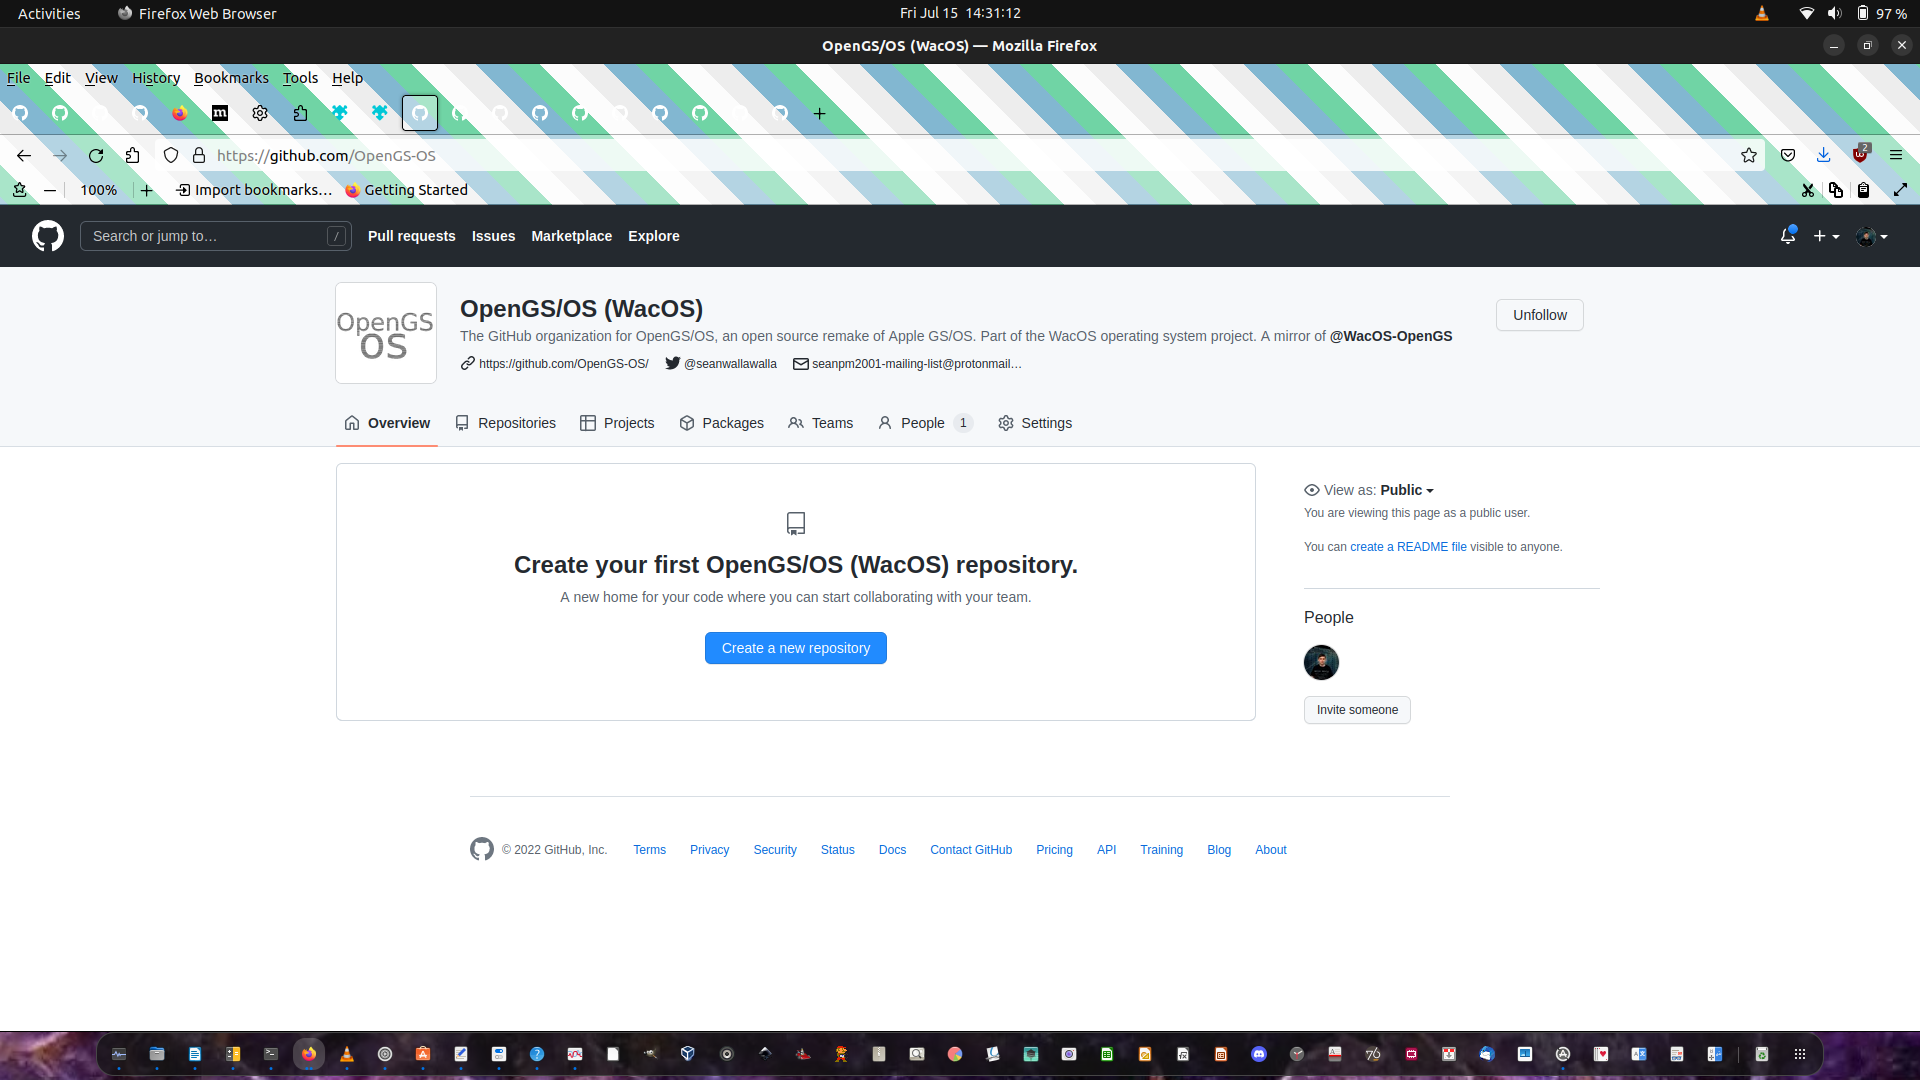 Activities
Firefox Web Browser
Fri Jul 15 14:31:12
97 %
OpenGS/OS (WacOS) — Mozilla Firefox
File Edit View History Bookmarks Tools Help
https://github.com/OpenGS-OS
2
100%
Import bookmarks…
Getting Started
Search or jump to…
/
Pull requests
Issues
Marketplace
Explore
OpenGS
OS
OpenGS/OS (WacOS)
Unfollow
The GitHub organization for OpenGS/OS, an open source remake of Apple GS/OS. Part of the WacOS operating system project. A mirror of @WacOS-OpenGS
https://github.com/OpenGS-OS/
@seanwallawalla
seanpm2001-mailing-list@protonmail…
Overview
Repositories
Projects
Packages
Teams
People 1
Settings
Create your first OpenGS/OS (WacOS) repository.
A new home for your code where you can start collaborating with your team.
Create a new repository
View as: Public
You are viewing this page as a public user.
You can create a README file visible to anyone.
People
Invite someone
© 2022 GitHub, Inc.
Terms
Privacy
Security
Status
Docs
Contact GitHub
Pricing
API
Training
Blog
About